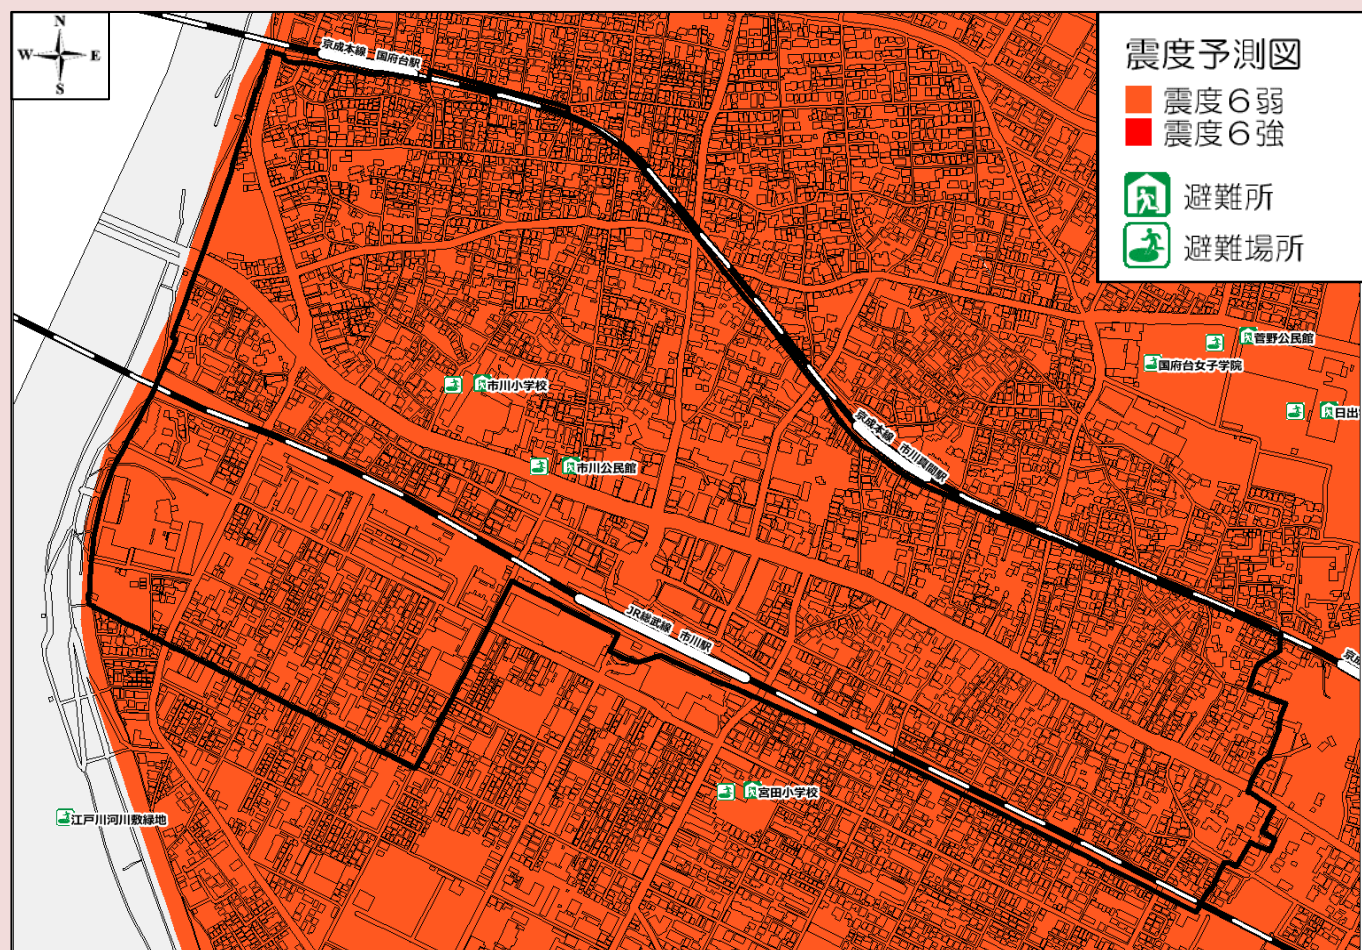 N
W E
S
京成本線 国府台駅
震度予測図
震度６弱
震度６強
避難所
避難場所
菅野公民館
国府台女子学院
日出
市川小学校
京成本線 市川真間駅
市川公民館
JR総武線 市川駅
京成
宮田小学校
江戸川河川敷緑地